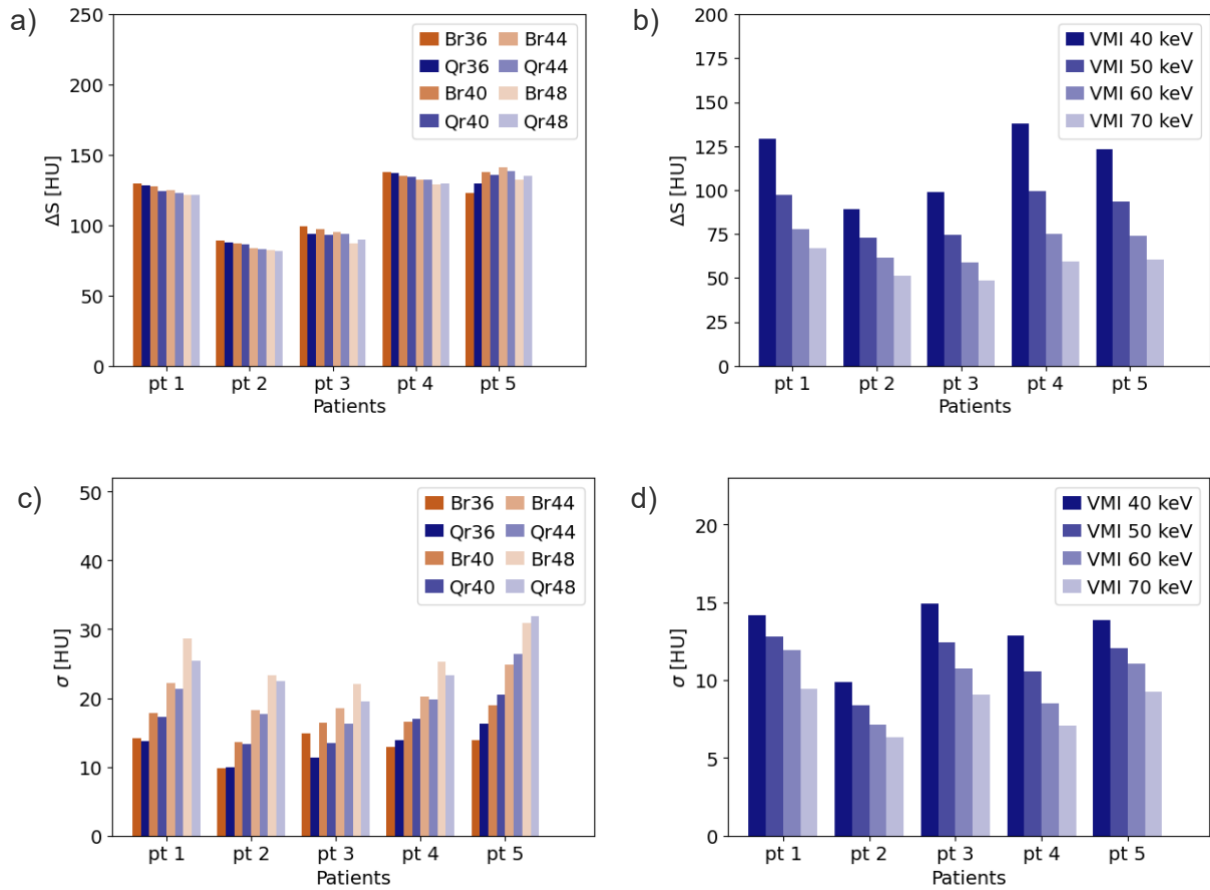 a)
250
200
150
100
50
0
ΔS [HU]
Br36 Br44
Qr36 Qr44
Br40 Br48
Qr40 Qr48
pt 1 pt 2 pt 3 pt 4 pt 5
Patients
b)
200
175
150
125
100
75
50
25
0
ΔS [HU]
VMI 40 keV
VMI 50 keV
VMI 60 keV
VMI 70 keV
pt 1 pt 2 pt 3 pt 4 pt 5
Patients
c)
50
40
30
20
10
0
σ [HU]
Br36 Br44
Qr36 Qr44
Br40 Br48
Qr40 Qr48
pt 1 pt 2 pt 3 pt 4 pt 5
Patients
d)
20
15
10
5
0
σ [HU]
VMI 40 keV
VMI 50 keV
VMI 60 keV
VMI 70 keV
pt 1 pt 2 pt 3 pt 4 pt 5
Patients